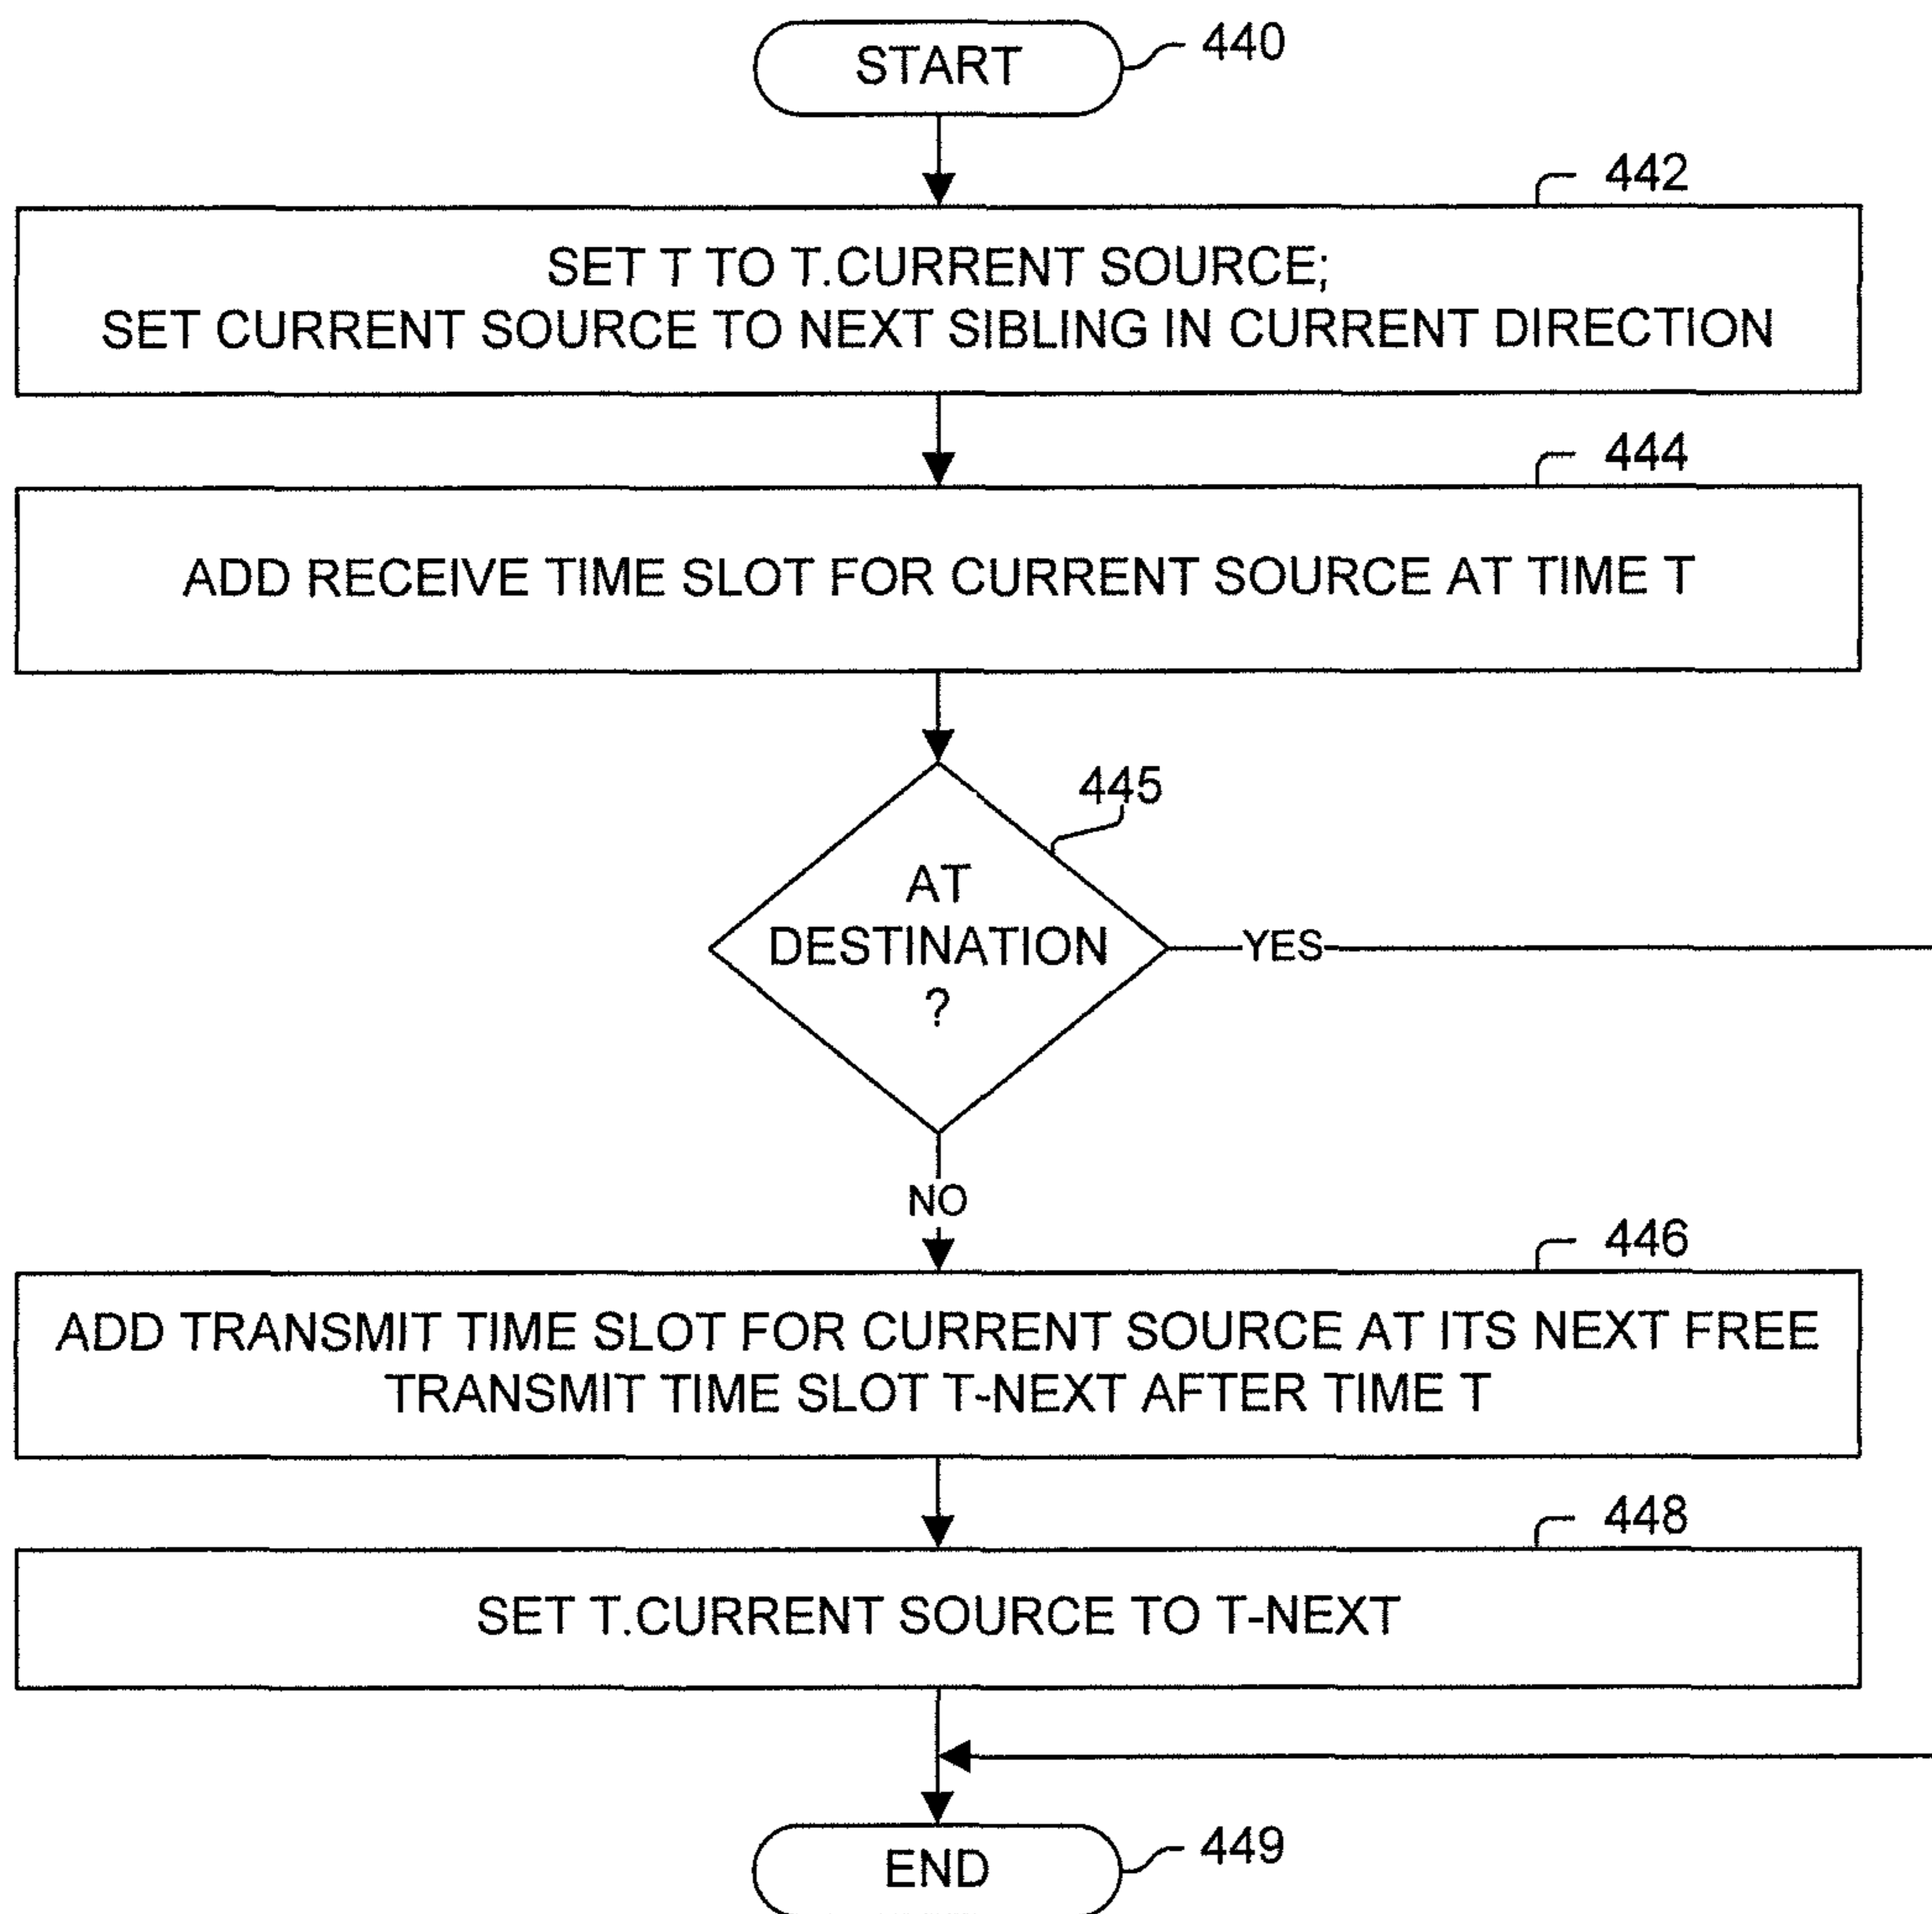 START
440
442
SET T TO T.CURRENT SOURCE;
SET CURRENT SOURCE TO NEXT SIBLING IN CURRENT DIRECTION
444
ADD RECEIVE TIME SLOT FOR CURRENT SOURCE AT TIME T
445
AT
DESTINATION
?
YES
NO
446
ADD TRANSMIT TIME SLOT FOR CURRENT SOURCE AT ITS NEXT FREE
TRANSMIT TIME SLOT T-NEXT AFTER TIME T
448
SET T.CURRENT SOURCE TO T-NEXT
END
449